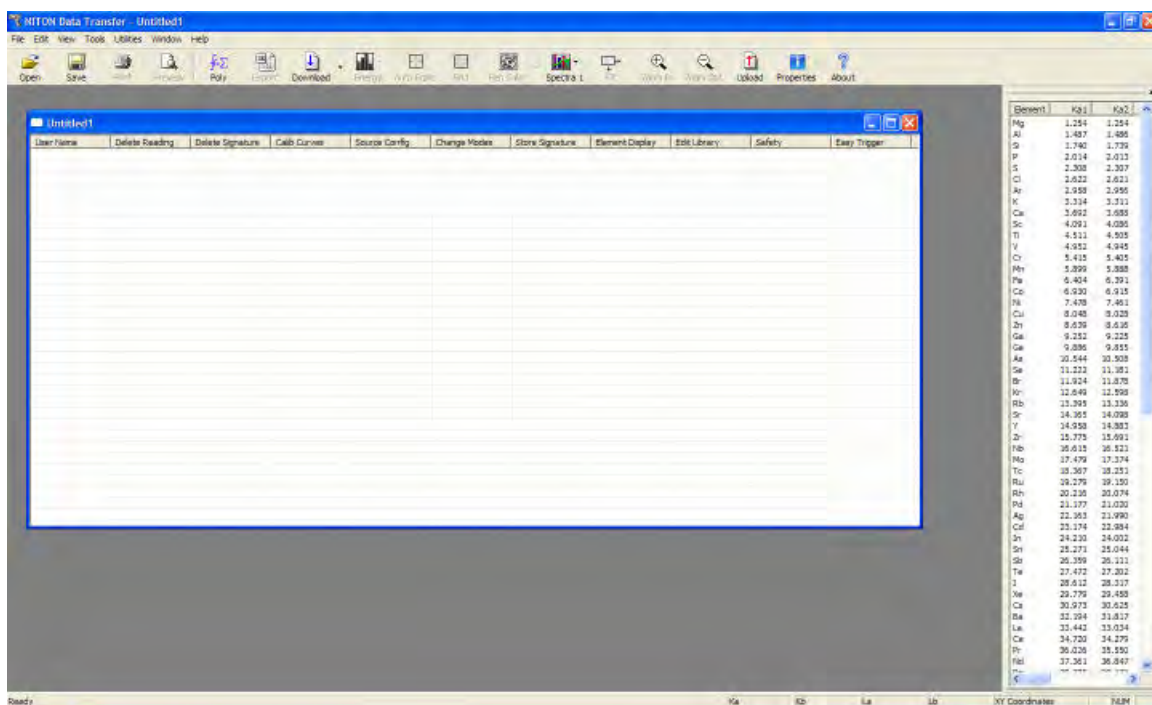 NITON Data Transfer - Untitled1
File Edit View Tools Utilities Window Help
Open Save Print Preview Poly Export Download Energy Auto Scale Grid Pen Color Spectra 1 Fit Zoom In Zoom Out Upload Properties About
Untitled1
User Name Delete Reading Delete Signature Calib Curves Source Config Change Modes Store Signature Element Display Edit Library Safety Easy Trigger
Element Ka1 Ka2
Mg 1.254 1.254
Al 1.487 1.486
Si 1.740 1.739
P 2.014 2.013
S 2.308 2.307
Cl 2.622 2.621
Ar 2.958 2.956
K 3.314 3.311
Ca 3.692 3.688
Sc 4.091 4.086
Ti 4.511 4.505
V 4.952 4.945
Cr 5.415 5.405
Mn 5.899 5.888
Fe 6.404 6.391
Co 6.930 6.915
Ni 7.478 7.461
Cu 8.048 8.028
Zn 8.639 8.616
Ga 9.252 9.225
Ge 9.886 9.855
As 10.544 10.508
Se 11.222 11.181
Br 11.924 11.878
Kr 12.649 12.598
Rb 13.395 13.336
Sr 14.165 14.098
Y 14.958 14.883
Zr 15.775 15.691
Nb 16.615 16.521
Mo 17.479 17.374
Tc 18.367 18.251
Ru 19.279 19.150
Rh 20.216 20.074
Pd 21.177 21.020
Ag 22.163 21.990
Cd 23.174 22.984
In 24.210 24.002
Sn 25.271 25.044
Sb 26.359 26.111
Te 27.472 27.202
I 28.612 28.317
Xe 29.779 29.458
Cs 30.973 30.625
Ba 32.194 31.817
La 33.442 33.034
Ce 34.720 34.279
Pr 36.026 35.550
Nd 37.361 36.847
Ready Ka Kb La Lb XY Coordinates NUM